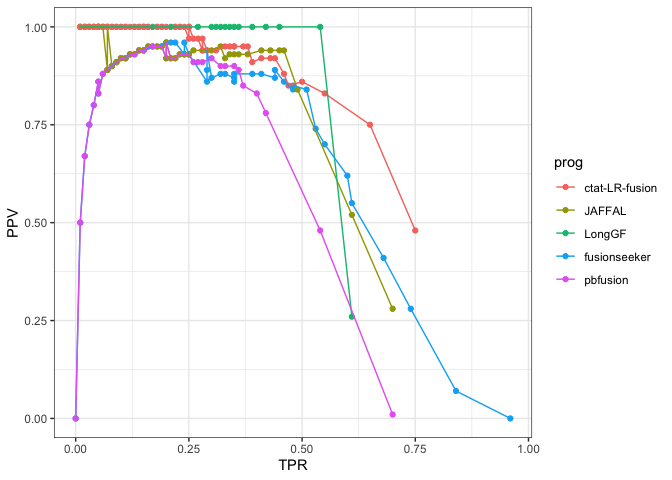 1.00
0.75
0.50
0.25
0.00
PPV
0.00 0.25 0.50 0.75 1.00
TPR
prog
ctat-LR-fusion
JAFFAL
LongGF
fusionseeker
pbfusion